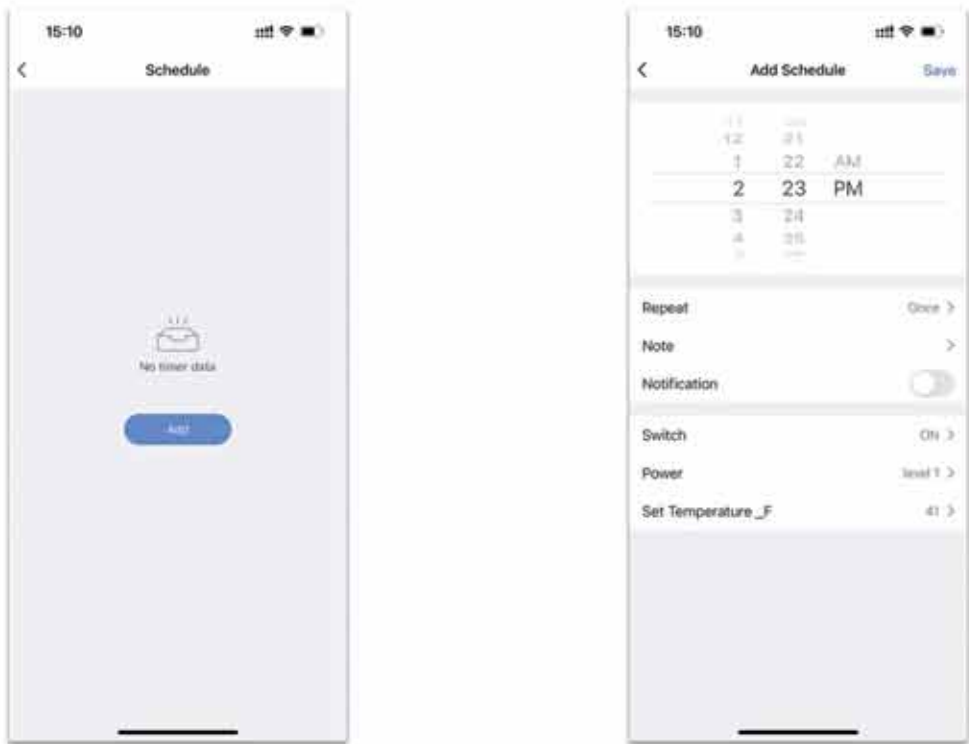 15:10
Schedule
No timer data
Add
15:10
Add Schedule
Save
12 21
1 22 AM
2 23 PM
3 24
4 25
Repeat Once
Note
Notification
Switch ON
Power level 1
Set Temperature _F 41